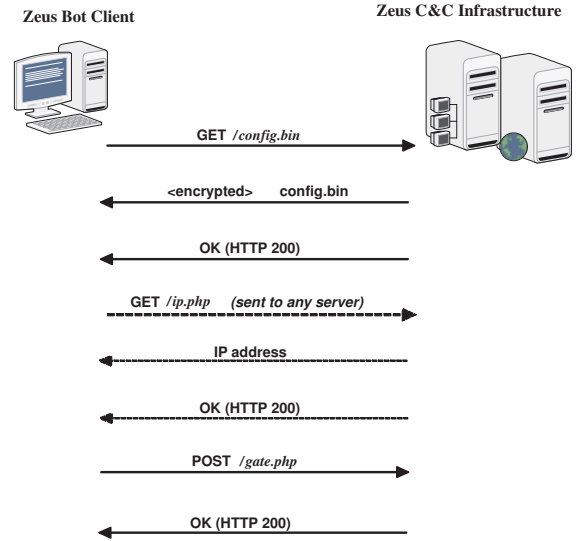 Zeus Bot Client
Zeus C&C Infrastructure
GET /config.bin
<encrypted> config.bin
OK (HTTP 200)
GET /ip.php (sent to any server)
IP address
OK (HTTP 200)
POST /gate.php
OK (HTTP 200)